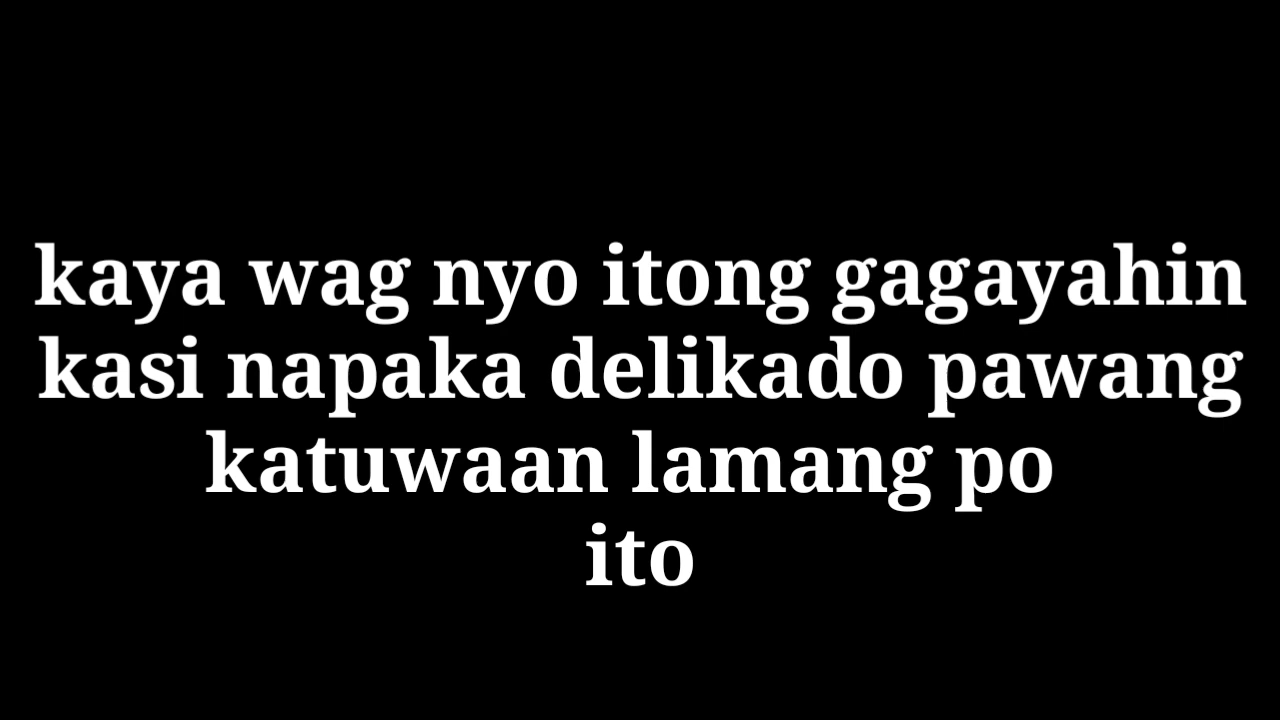 kaya wag nyo itong gagayahin
kasi napaka delikado pawang
katuwaan lamang po
ito